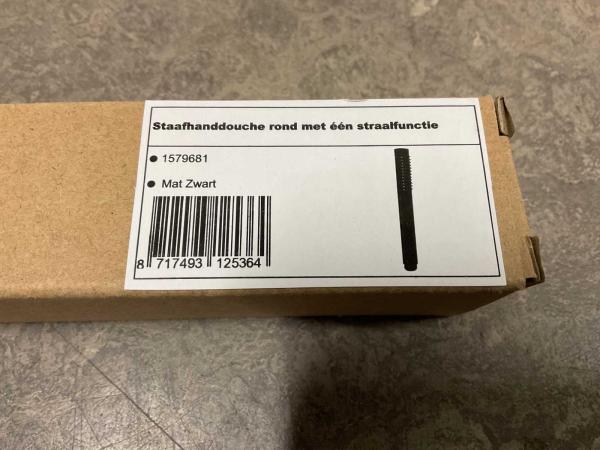 Staafhanddouche rond met één straalfunctie
● 1579681
● Mat Zwart
8 717493 125364